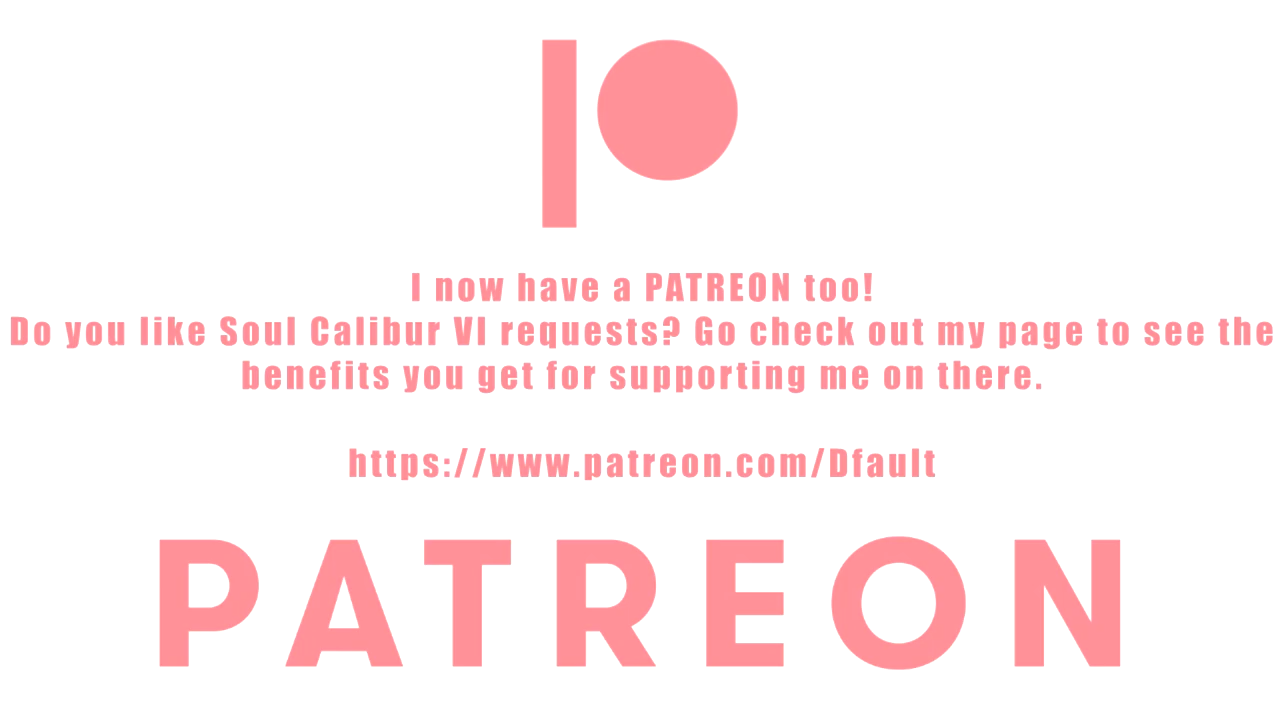 I now have a PATREON too!
Do you like Soul Calibur VI requests? Go check out my page to see the
benefits you get for supporting me on there.
https://www.patreon.com/Dfault
PATREON